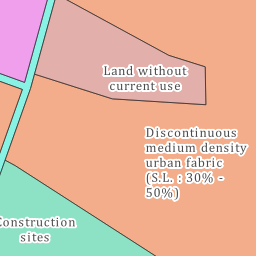 Land without
current use
Discontinuous
medium density
urban fabric
(S.L. : 30% -
50%)
Construction
sites